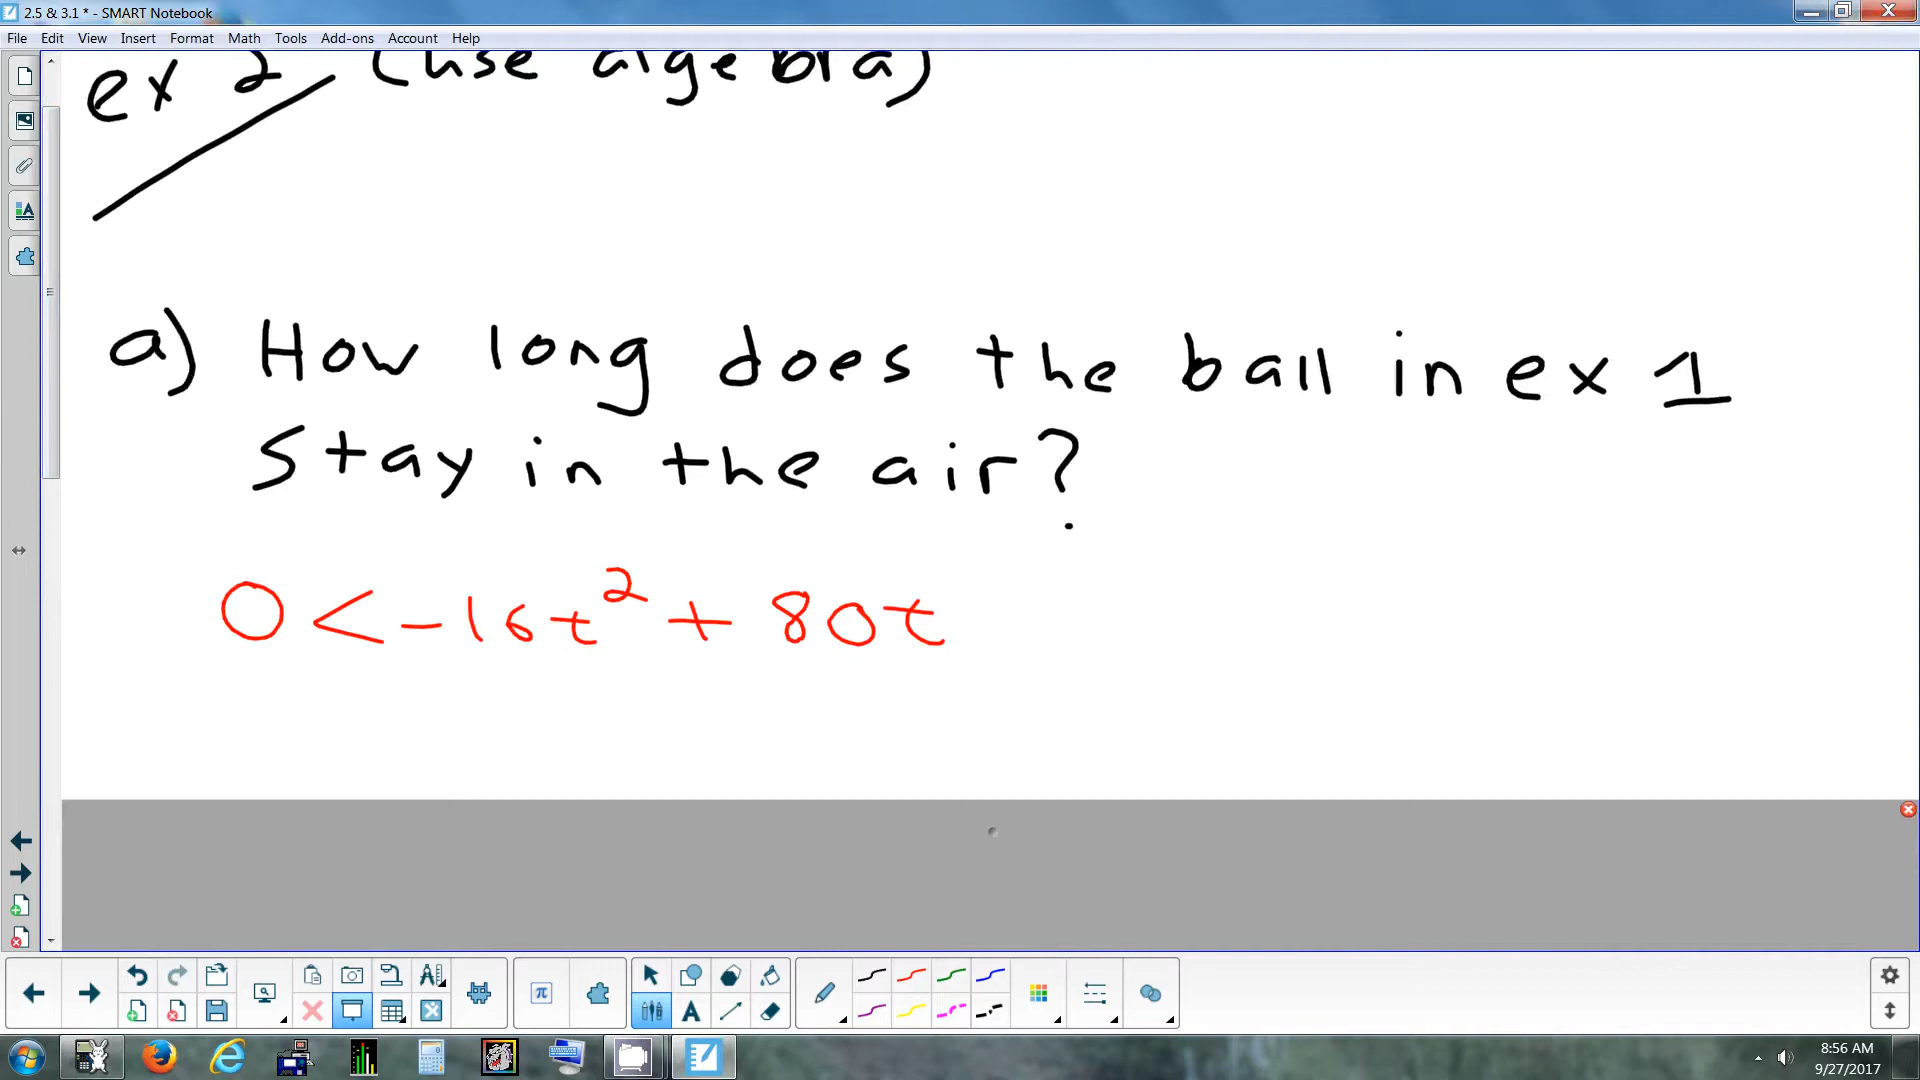 2.5 & 3.1 * - SMART Notebook
File Edit View Insert Format Math Tools Add-ons Account Help
ex 2 (use algebra)
a) How long does the ball in ex 1
Stay in the air?
0 < -16t² + 80t
π
A
8:56 AM
9/27/2017